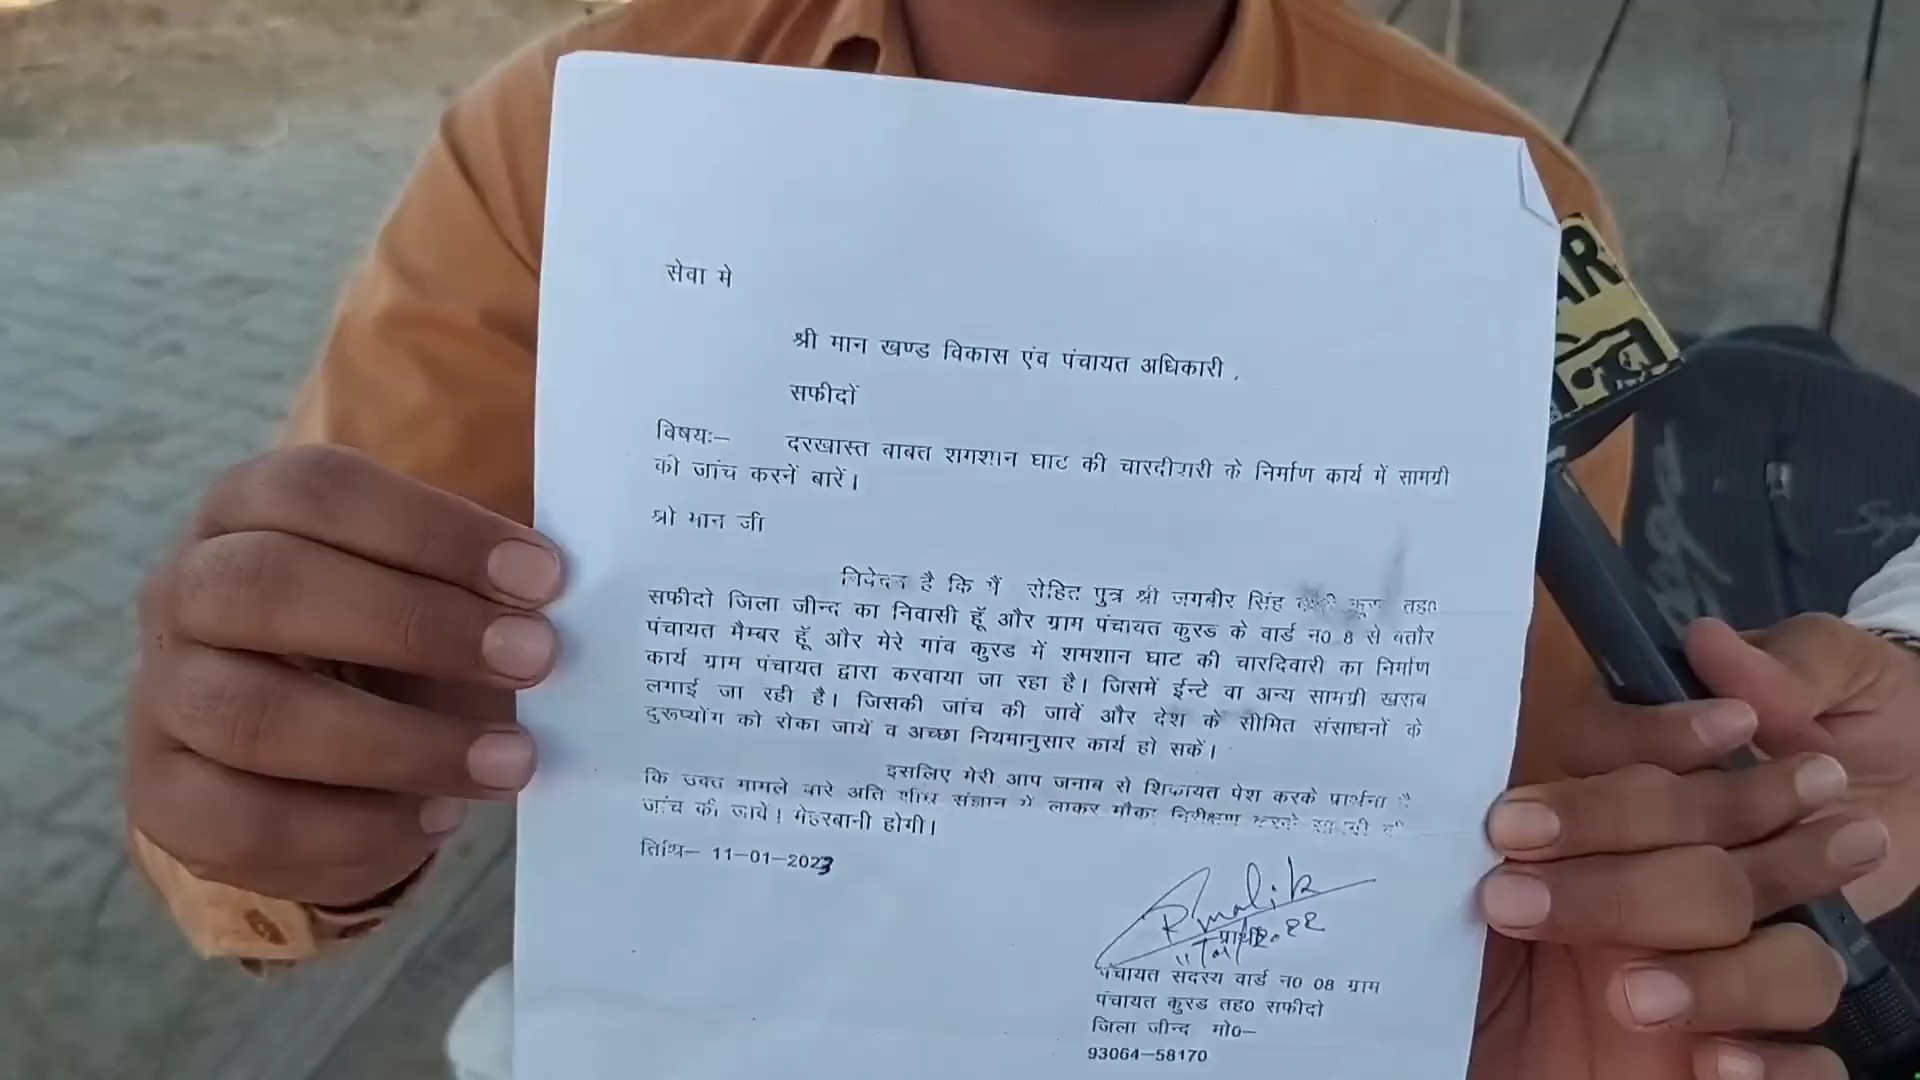 सेवा मे
श्री मान खण्ड विकास एंव पंचायत अधिकारी ,
सफीदों
विषयः– दरखास्त बाबत शमशान घाट की चारदीवारी के निर्माण कार्य में सामग्री
की जांच करनें बारें।
श्री मान जी
निवेदन है कि मैं रोहित पुत्र श्री जगबीर सिंह तह0
सफीदो जिला जीन्द का निवासी हूँ और ग्राम पंचायत कुरड के वार्ड न0 8 से बतौर
पंचायत मैम्बर हूँ और मेरे गांव कुरड में शमशान घाट की चारदिवारी का निर्माण
कार्य ग्राम पंचायत द्वारा करवाया जा रहा है। जिसमें ईन्टे वा अन्य सामग्री खराब
लगाई जा रही है। जिसकी जांच की जावें और देश के सीमित संसाधनों के
दुरूप्योंग को रोका जायें व अच्छा नियमानुसार कार्य हो सकें।
इसलिए मेरी आप जनाब से शिकायत पेश करके प्रार्थना है
कि उक्त मामले बारे अति शीघ्र संज्ञान में लाकर मौका निरीक्षण करके
जांच की जावें। मेहरबानी होगी।
तिथि– 11–01–2023
Rmalik
प्रार्थी
पंचायत सदस्य वार्ड न0 08 ग्राम
पंचायत कुरड तह0 सफीदो
जिला जीन्द मो0–
93064–58170
AR